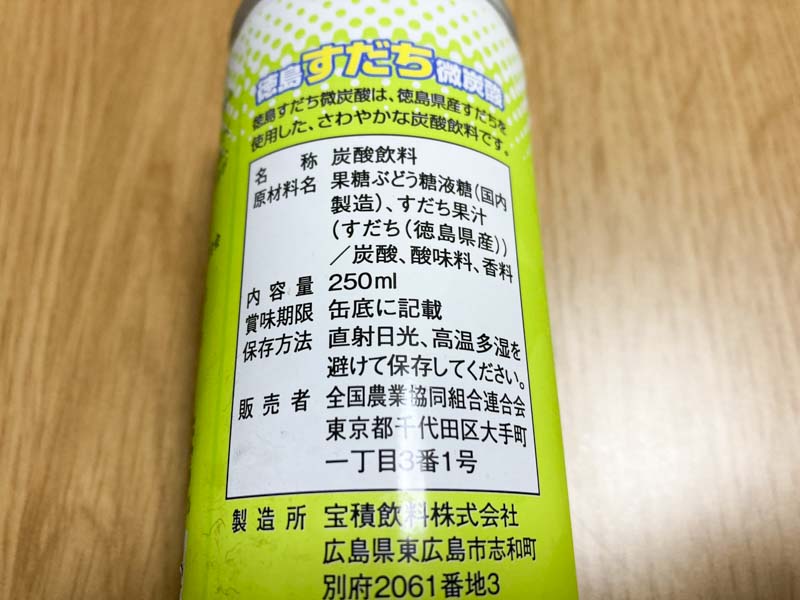 徳島すだち微炭酸
徳島すだち微炭酸は、徳島県産すだちを
使用した、さわやかな炭酸飲料です。
名称 炭酸飲料
原材料名 果糖ぶどう糖液糖(国内
製造)、すだち果汁
(すだち(徳島県産))
/炭酸、酸味料、香料
内容量 250ml
賞味期限 缶底に記載
保存方法 直射日光、高温多湿を
避けて保存してください。
販売者 全国農業協同組合連合会
東京都千代田区大手町
一丁目3番1号
製造所 宝積飲料株式会社
広島県東広島市志和町
別府2061番地3